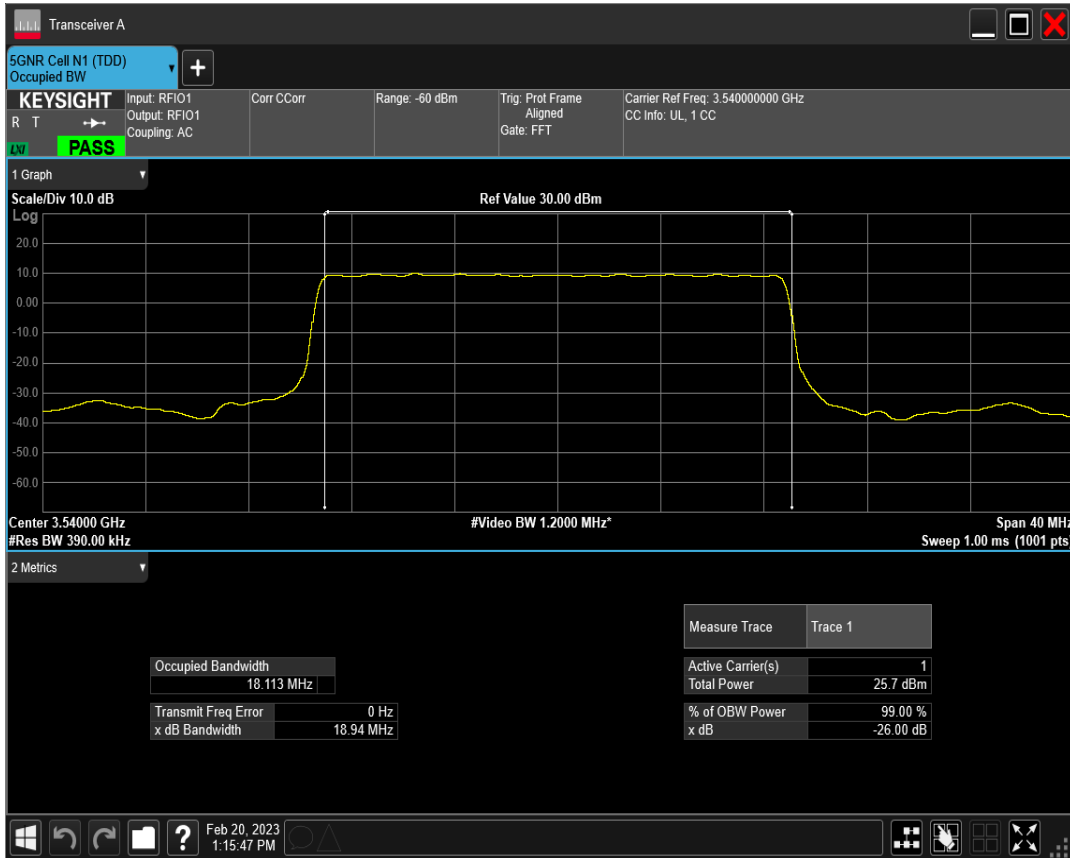 Transceiver A
5GNR Cell N1 (TDD)
Occupied BW
+
KEYSIGHT
R T
LXI
PASS
Input: RFIO1
Output: RFIO1
Coupling: AC
Corr CCorr
Range: -60 dBm
Trig: Prot Frame
Aligned
Gate: FFT
Carrier Ref Freq: 3.540000000 GHz
CC Info: UL, 1 CC
1 Graph
Scale/Div 10.0 dB
Ref Value 30.00 dBm
Log
20.0
10.0
0.00
-10.0
-20.0
-30.0
-40.0
-50.0
-60.0
Center 3.54000 GHz
#Video BW 1.2000 MHz*
Span 40 MHz
#Res BW 390.00 kHz
Sweep 1.00 ms (1001 pts)
2 Metrics
Measure Trace
Trace 1
Occupied Bandwidth
18.113 MHz
Active Carrier(s)
1
Total Power
25.7 dBm
Transmit Freq Error
0 Hz
x dB Bandwidth
18.94 MHz
% of OBW Power
99.00 %
x dB
-26.00 dB
?
Feb 20, 2023
1:15:47 PM